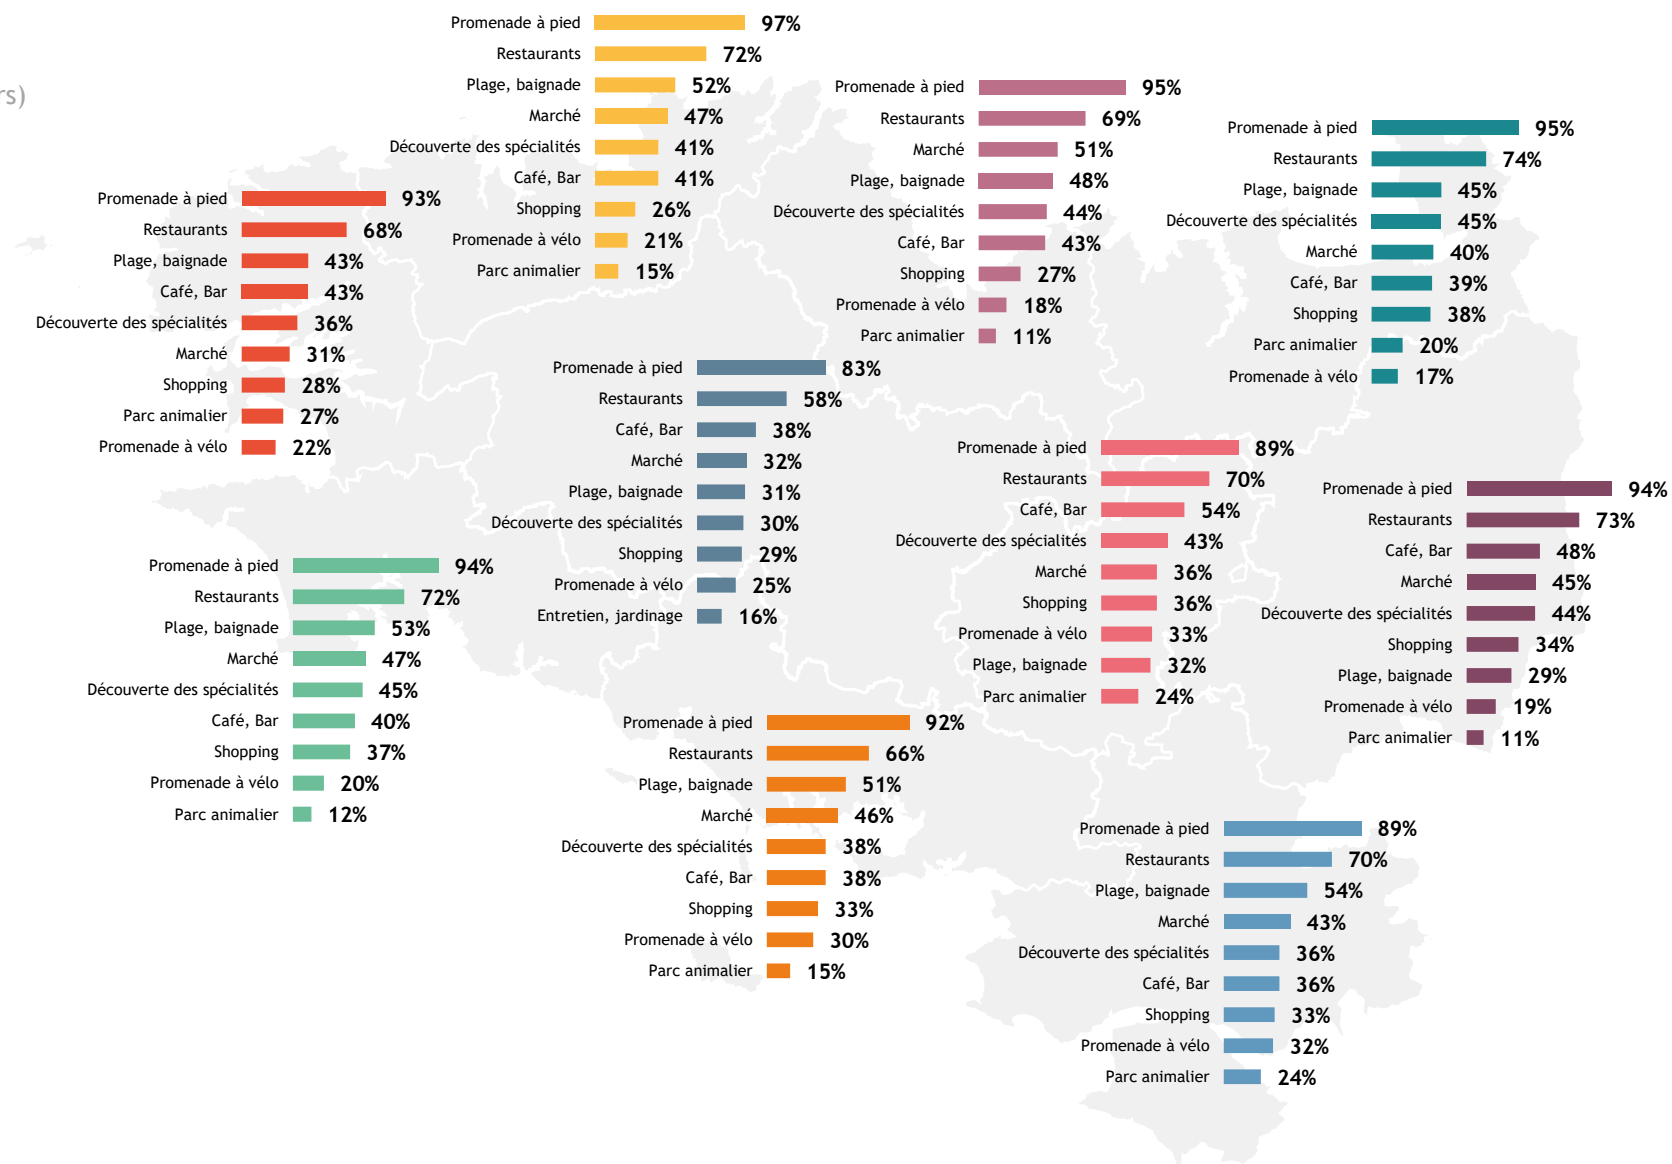 rs)
Promenade à pied 97%
Restaurants 72%
Plage, baignade 52%
Marché 47%
Découverte des spécialités 41%
Café, Bar 41%
Shopping 26%
Promenade à vélo 21%
Parc animalier 15%
Promenade à pied 95%
Restaurants 69%
Marché 51%
Plage, baignade 48%
Découverte des spécialités 44%
Café, Bar 43%
Shopping 27%
Promenade à vélo 18%
Parc animalier 11%
Promenade à pied 95%
Restaurants 74%
Plage, baignade 45%
Découverte des spécialités 45%
Marché 40%
Café, Bar 39%
Shopping 38%
Parc animalier 20%
Promenade à vélo 17%
Promenade à pied 93%
Restaurants 68%
Plage, baignade 43%
Café, Bar 43%
Découverte des spécialités 36%
Marché 31%
Shopping 28%
Parc animalier 27%
Promenade à vélo 22%
Promenade à pied 83%
Restaurants 58%
Café, Bar 38%
Marché 32%
Plage, baignade 31%
Découverte des spécialités 30%
Shopping 29%
Promenade à vélo 25%
Entretien, jardinage 16%
Promenade à pied 89%
Restaurants 70%
Café, Bar 54%
Découverte des spécialités 43%
Marché 36%
Shopping 36%
Promenade à vélo 33%
Plage, baignade 32%
Parc animalier 24%
Promenade à pied 94%
Restaurants 73%
Café, Bar 48%
Marché 45%
Découverte des spécialités 44%
Shopping 34%
Plage, baignade 29%
Promenade à vélo 19%
Parc animalier 11%
Promenade à pied 94%
Restaurants 72%
Plage, baignade 53%
Marché 47%
Découverte des spécialités 45%
Café, Bar 40%
Shopping 37%
Promenade à vélo 20%
Parc animalier 12%
Promenade à pied 92%
Restaurants 66%
Plage, baignade 51%
Marché 46%
Découverte des spécialités 38%
Café, Bar 38%
Shopping 33%
Promenade à vélo 30%
Parc animalier 15%
Promenade à pied 89%
Restaurants 70%
Plage, baignade 54%
Marché 43%
Découverte des spécialités 36%
Café, Bar 36%
Shopping 33%
Promenade à vélo 32%
Parc animalier 24%